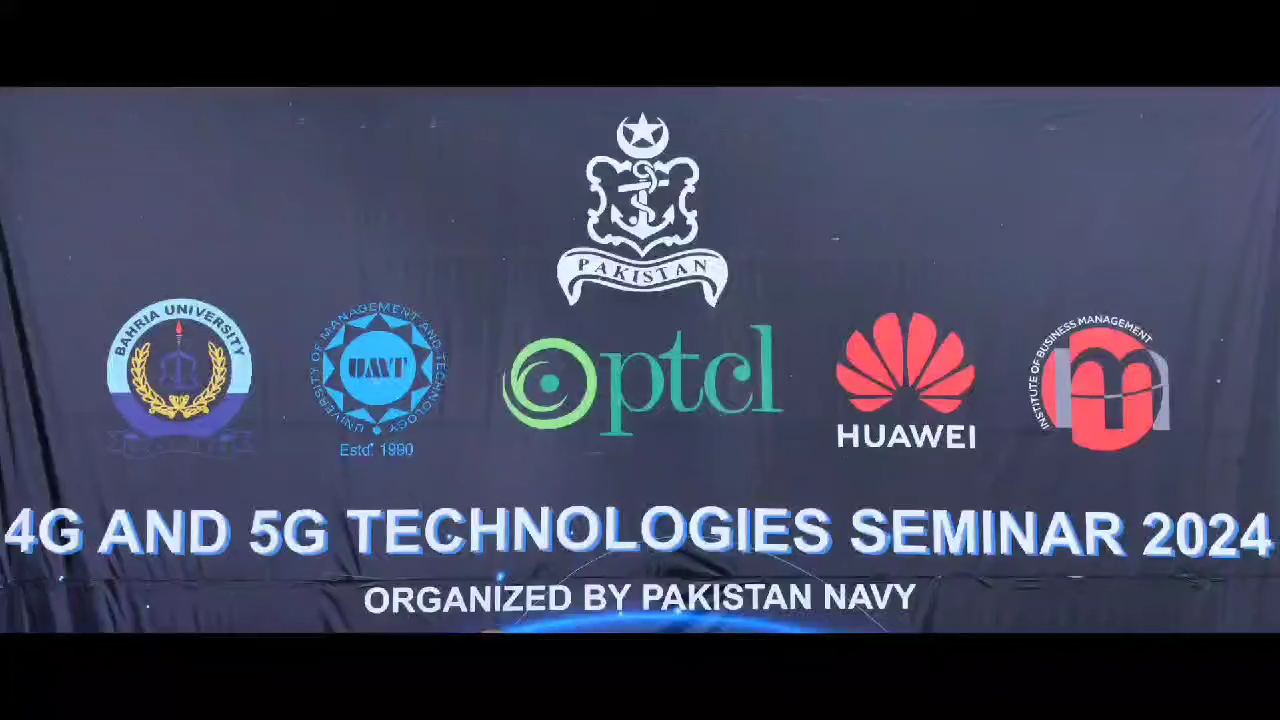 PAKISTAN
BAHRIA UNIVERSITY
UNIVERSITY OF MANAGEMENT AND TECHNOLOGY
UMT
Estd. 1990
ptcl
HUAWEI
INSTITUTE OF BUSINESS MANAGEMENT
4G AND 5G TECHNOLOGIES SEMINAR 2024
ORGANIZED BY PAKISTAN NAVY